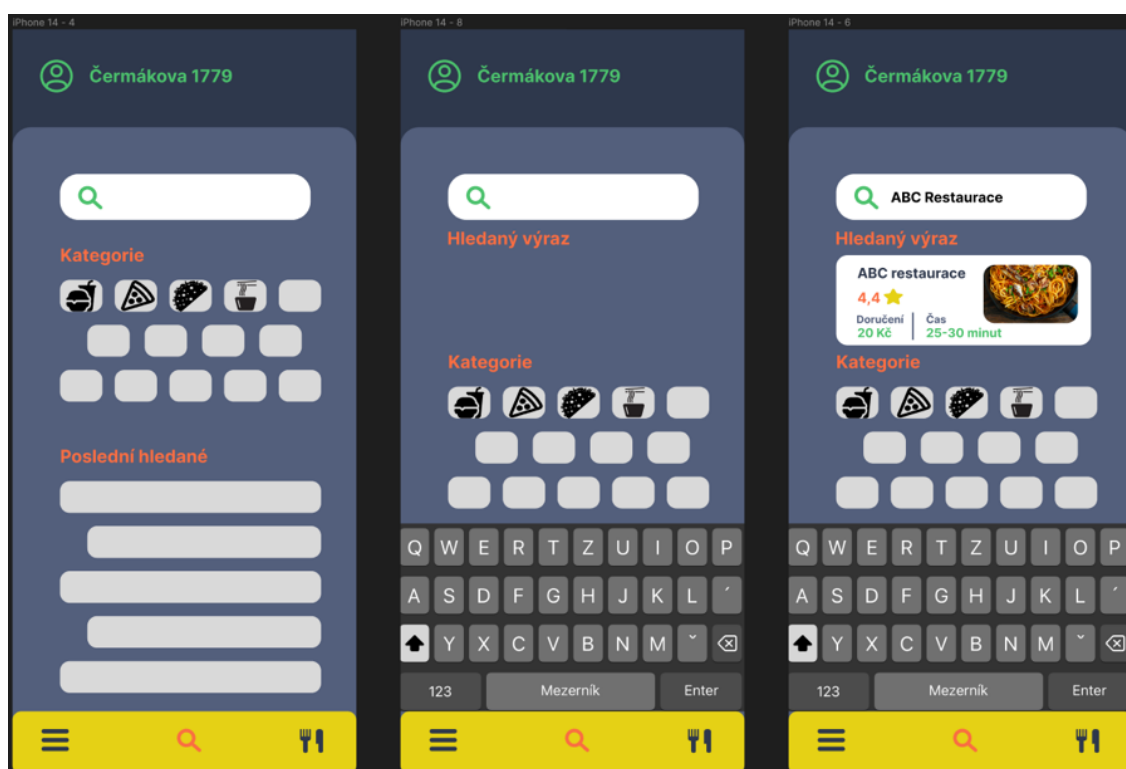 iPhone 14 - 4
Čermákova 1779
Kategorie
Poslední hledané
iPhone 14 - 8
Čermákova 1779
Hledaný výraz
Kategorie
Q W E R T Z U I O P
A S D F G H J K L ´
Y X C V B N M ˇ
123 Mezerník Enter
iPhone 14 - 6
Čermákova 1779
ABC Restaurace
Hledaný výraz
ABC restaurace
4,4
Doručení Čas
20 Kč 25-30 minut
Kategorie
Q W E R T Z U I O P
A S D F G H J K L ´
Y X C V B N M ˇ
123 Mezerník Enter